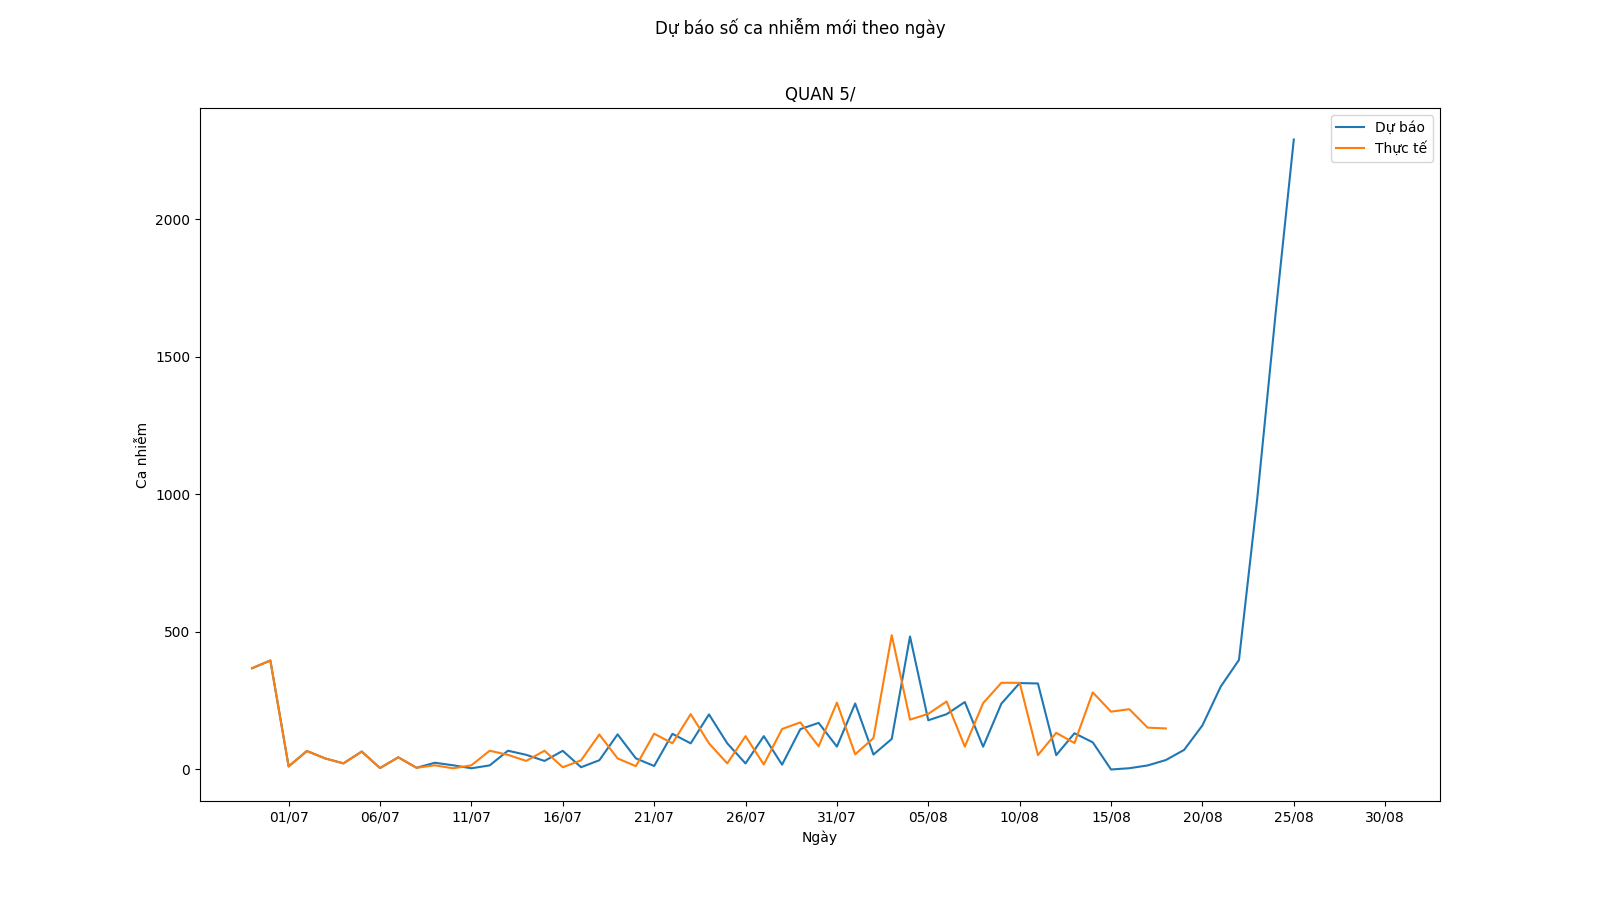 Dự báo số ca nhiễm mới theo ngày
QUAN 5/
Dự báo
Thực tế
2000
1500
1000
500
0
Ca nhiễm
01/07 06/07 11/07 16/07 21/07 26/07 31/07 05/08 10/08 15/08 20/08 25/08 30/08
Ngày